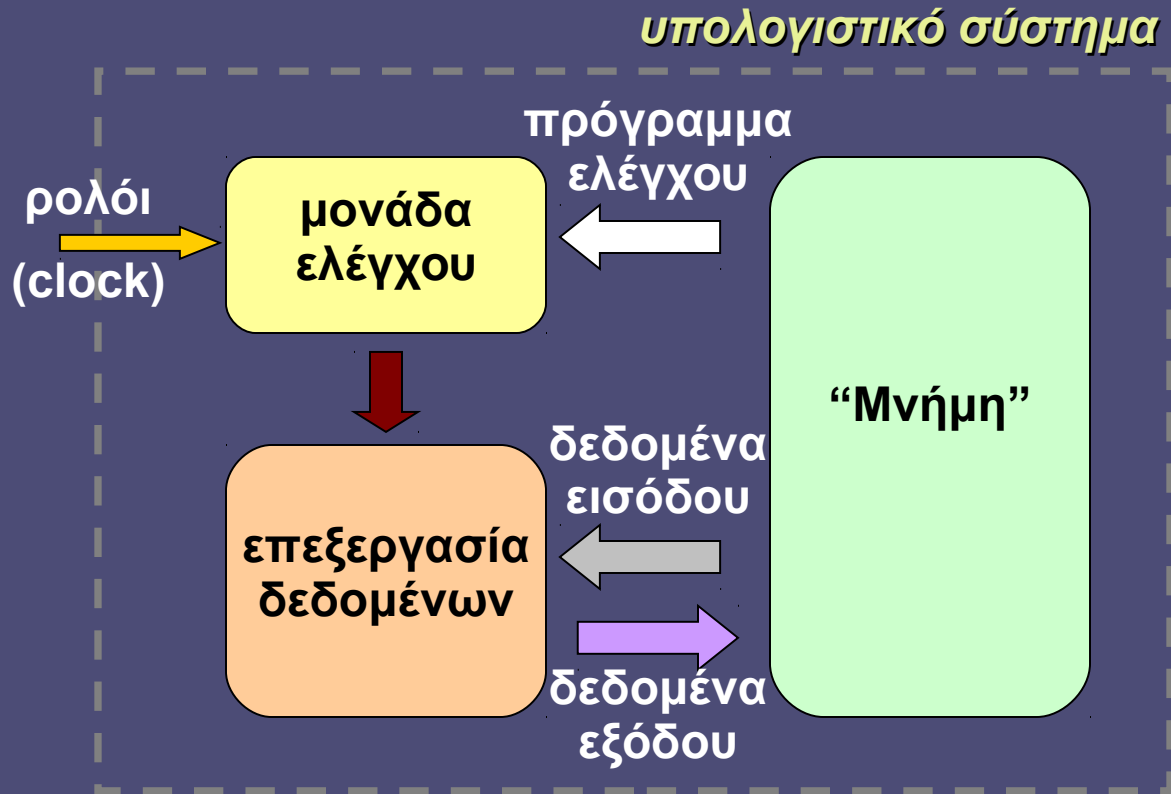 υπολογιστικό σύστημα
πρόγραμμα
ελέγχου
ρολόι
(clock)
μονάδα
ελέγχου
“Μνήμη”
δεδομένα
εισόδου
επεξεργασία
δεδομένων
δεδομένα
εξόδου